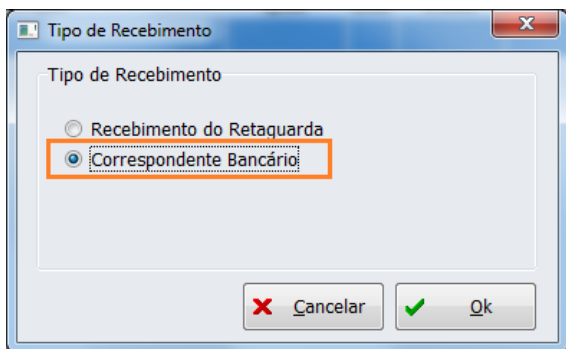 Tipo de Recebimento
Tipo de Recebimento
Recebimento do Retaguarda
Correspondente Bancário
Cancelar
Ok